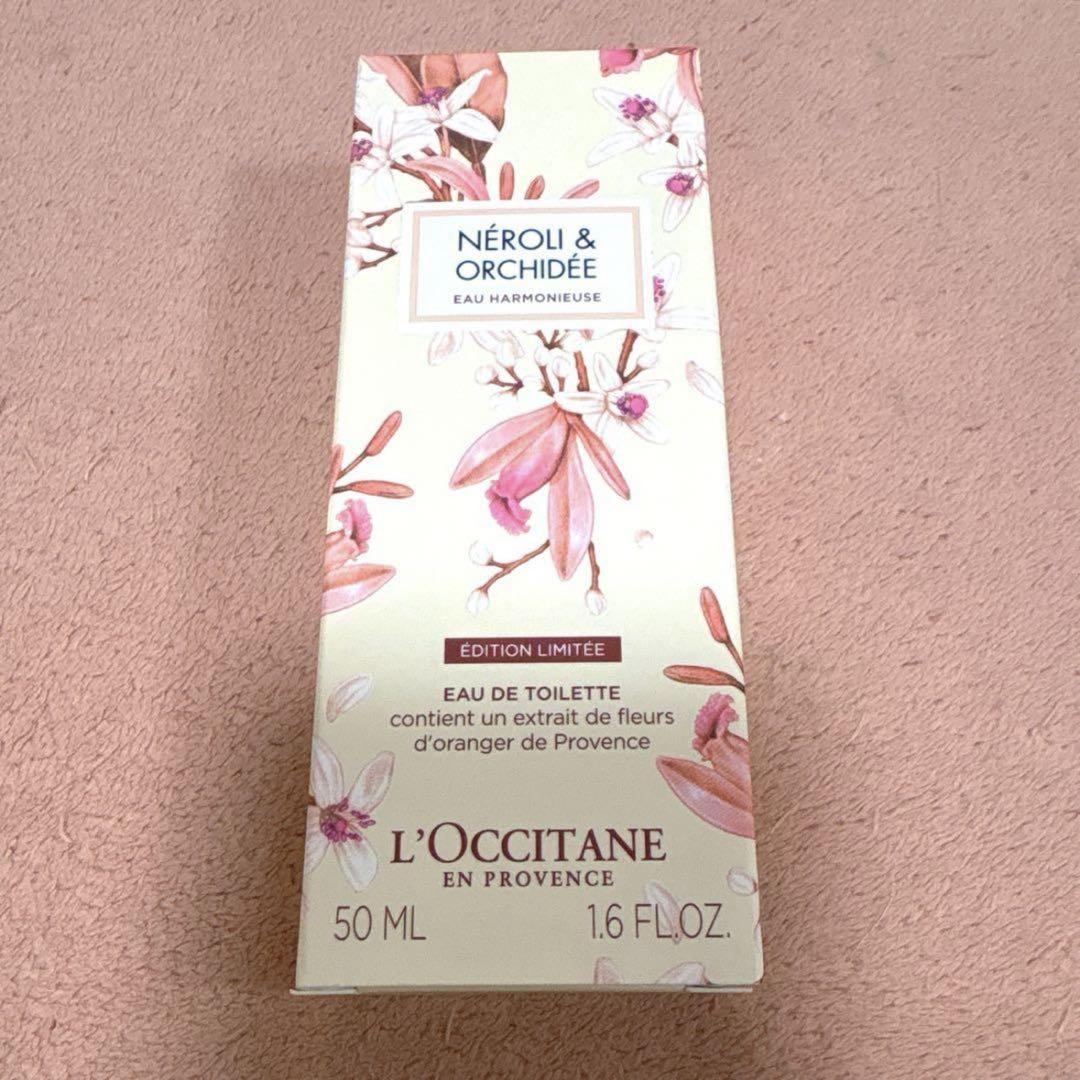 NÉROLI &
ORCHIDÉE
EAU HARMONIEUSE
ÉDITION LIMITÉE
EAU DE TOILETTE
contient un extrait de fleurs
d'oranger de Provence
L'OCCITANE
EN PROVENCE
50 ML 1.6 FL.OZ.